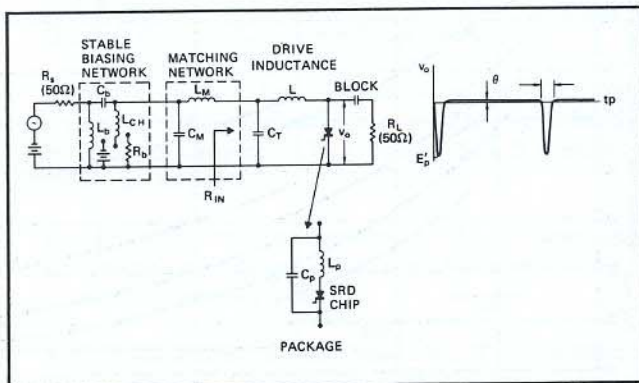 STABLE BIASING NETWORK
MATCHING NETWORK
DRIVE INDUCTANCE
BLOCK
Rs (50Ω)
Cb
Lb
LCH
Rb
LM
CM
RIN
CT
L
vo
RL (50Ω)
vo
θ
tp
E'p
Cp
Lp
SRD CHIP
PACKAGE